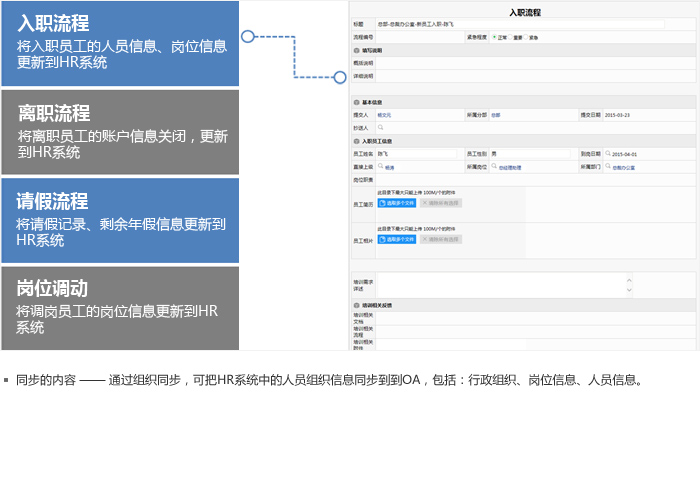 入职流程
将入职员工的人员信息、岗位信息
更新到HR系统
离职流程
将离职员工的账户信息关闭，更新
到HR系统
请假流程
将请假记录、剩余年假信息更新到
HR系统
岗位调动
将调岗员工的岗位信息更新到HR
系统
入职流程
标题 总部-总裁办公室-新员工入职-陈飞
流程编号 紧急程度 正常 重要 紧急
填写说明
概括说明
详细说明
基本信息
提交人 杨文元 所属分部 总部 提交日期 2015-03-23
抄送人
入职员工信息
员工姓名 陈飞 员工性别 男 到岗日期 2015-04-01
直接上级 所属岗位 总经理助理 所属部门 总裁办公室
岗位职责
此目录下最大只能上传 100M/个的附件
员工简历 选取多个文件 清除所有选择
此目录下最大只能上传 100M/个的附件
员工相片 选取多个文件 清除所有选择
培训需求
详述
培训相关反馈
培训相关
文档
培训相关
流程
培训相关
附件
同步的内容 —— 通过组织同步，可把HR系统中的人员组织信息同步到到OA，包括：行政组织、岗位信息、人员信息。